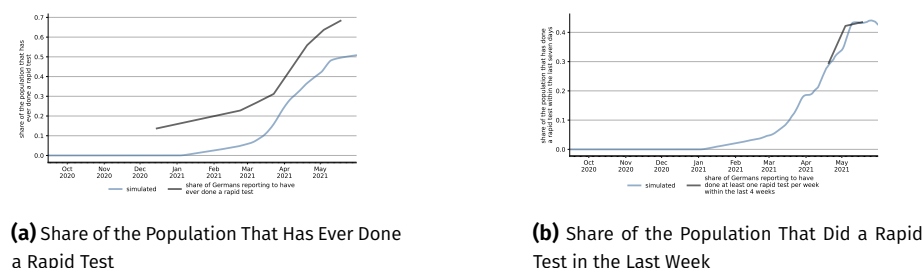 0.7
0.6
0.5
0.4
0.3
0.2
0.1
0.0
share of the population that has
ever done a rapid test
Oct
2020
Nov
2020
Dec
2020
Jan
2021
Feb
2021
Mar
2021
Apr
2021
May
2021
simulated
share of Germans reporting to have
ever done a rapid test
(a) Share of the Population That Has Ever Done
a Rapid Test
0.4
0.3
0.2
0.1
0.0
share of the population that has done
a rapid test within the last seven days
Oct
2020
Nov
2020
Dec
2020
Jan
2021
Feb
2021
Mar
2021
Apr
2021
May
2021
simulated
share of Germans reporting to have
done at least one rapid test per week
within the last 4 weeks
(b) Share of the Population That Did a Rapid
Test in the Last Week